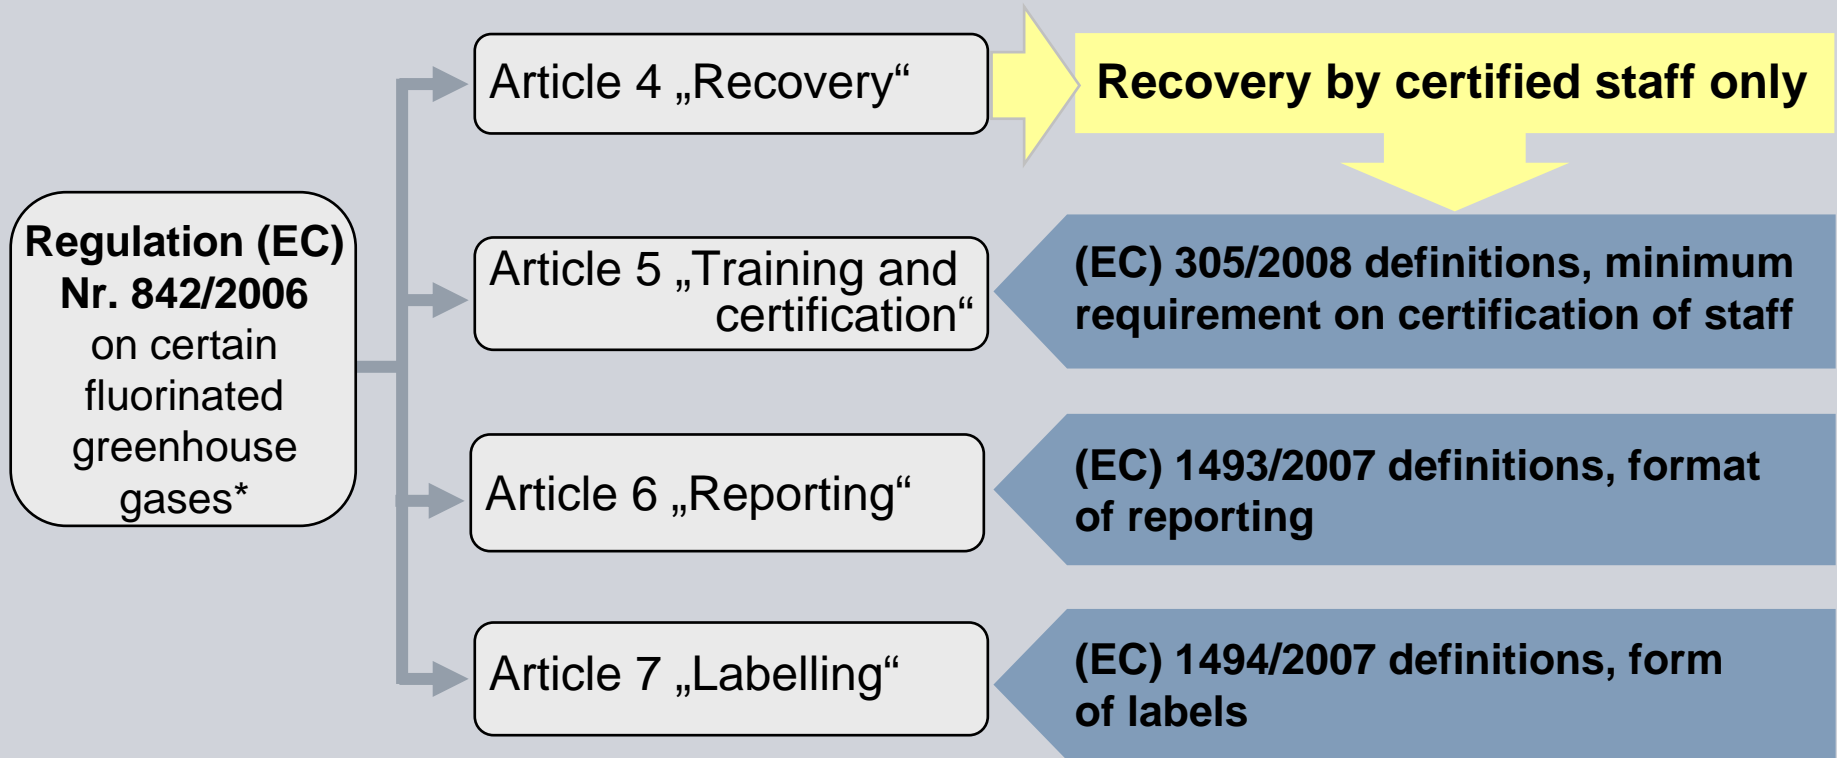 Regulation (EC)
Nr. 842/2006
on certain
fluorinated
greenhouse
gases*
Article 4 „Recovery“
Recovery by certified staff only
Article 5 „Training and
certification“
(EC) 305/2008 definitions, minimum
requirement on certification of staff
Article 6 „Reporting“
(EC) 1493/2007 definitions, format
of reporting
Article 7 „Labelling“
(EC) 1494/2007 definitions, form
of labels